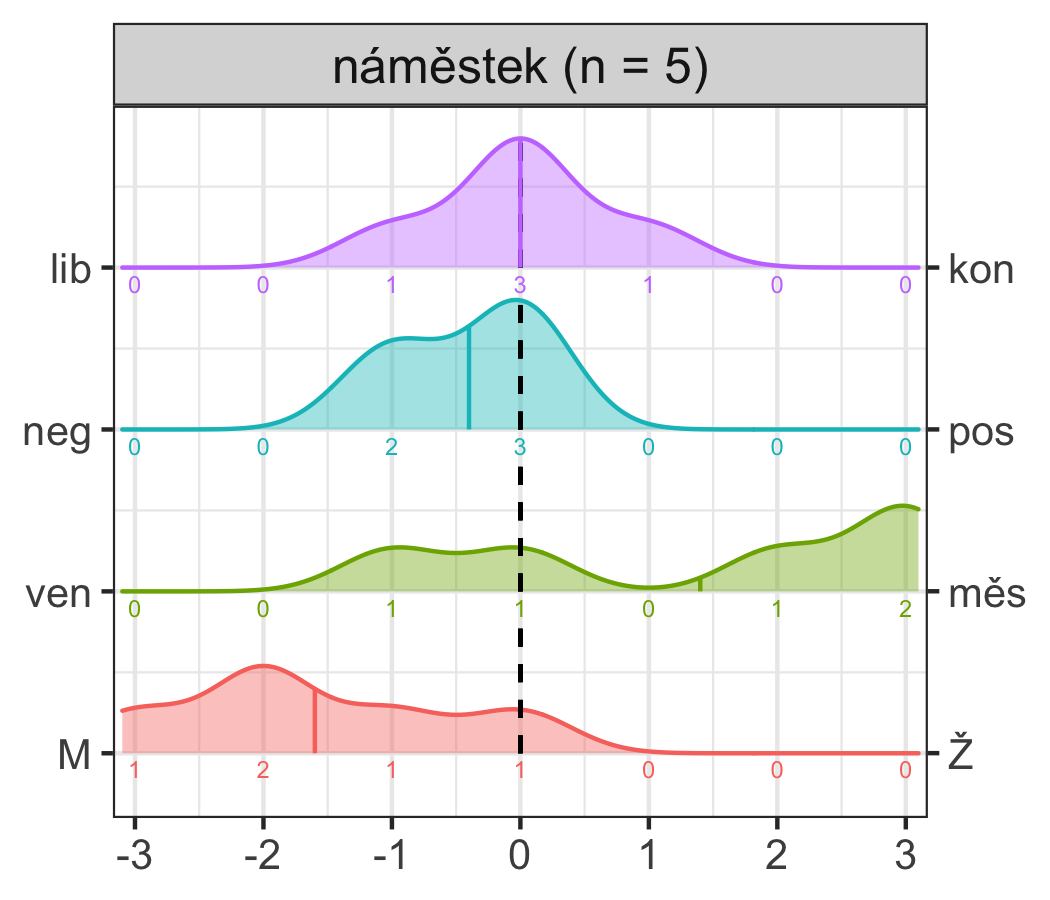 náměstek (n = 5)
lib kon
0 0 1 3 1 0 0
neg pos
0 0 2 3 0 0 0
ven měs
0 0 1 1 0 1 2
M Ž
1 2 1 1 0 0 0
-3 -2 -1 0 1 2 3